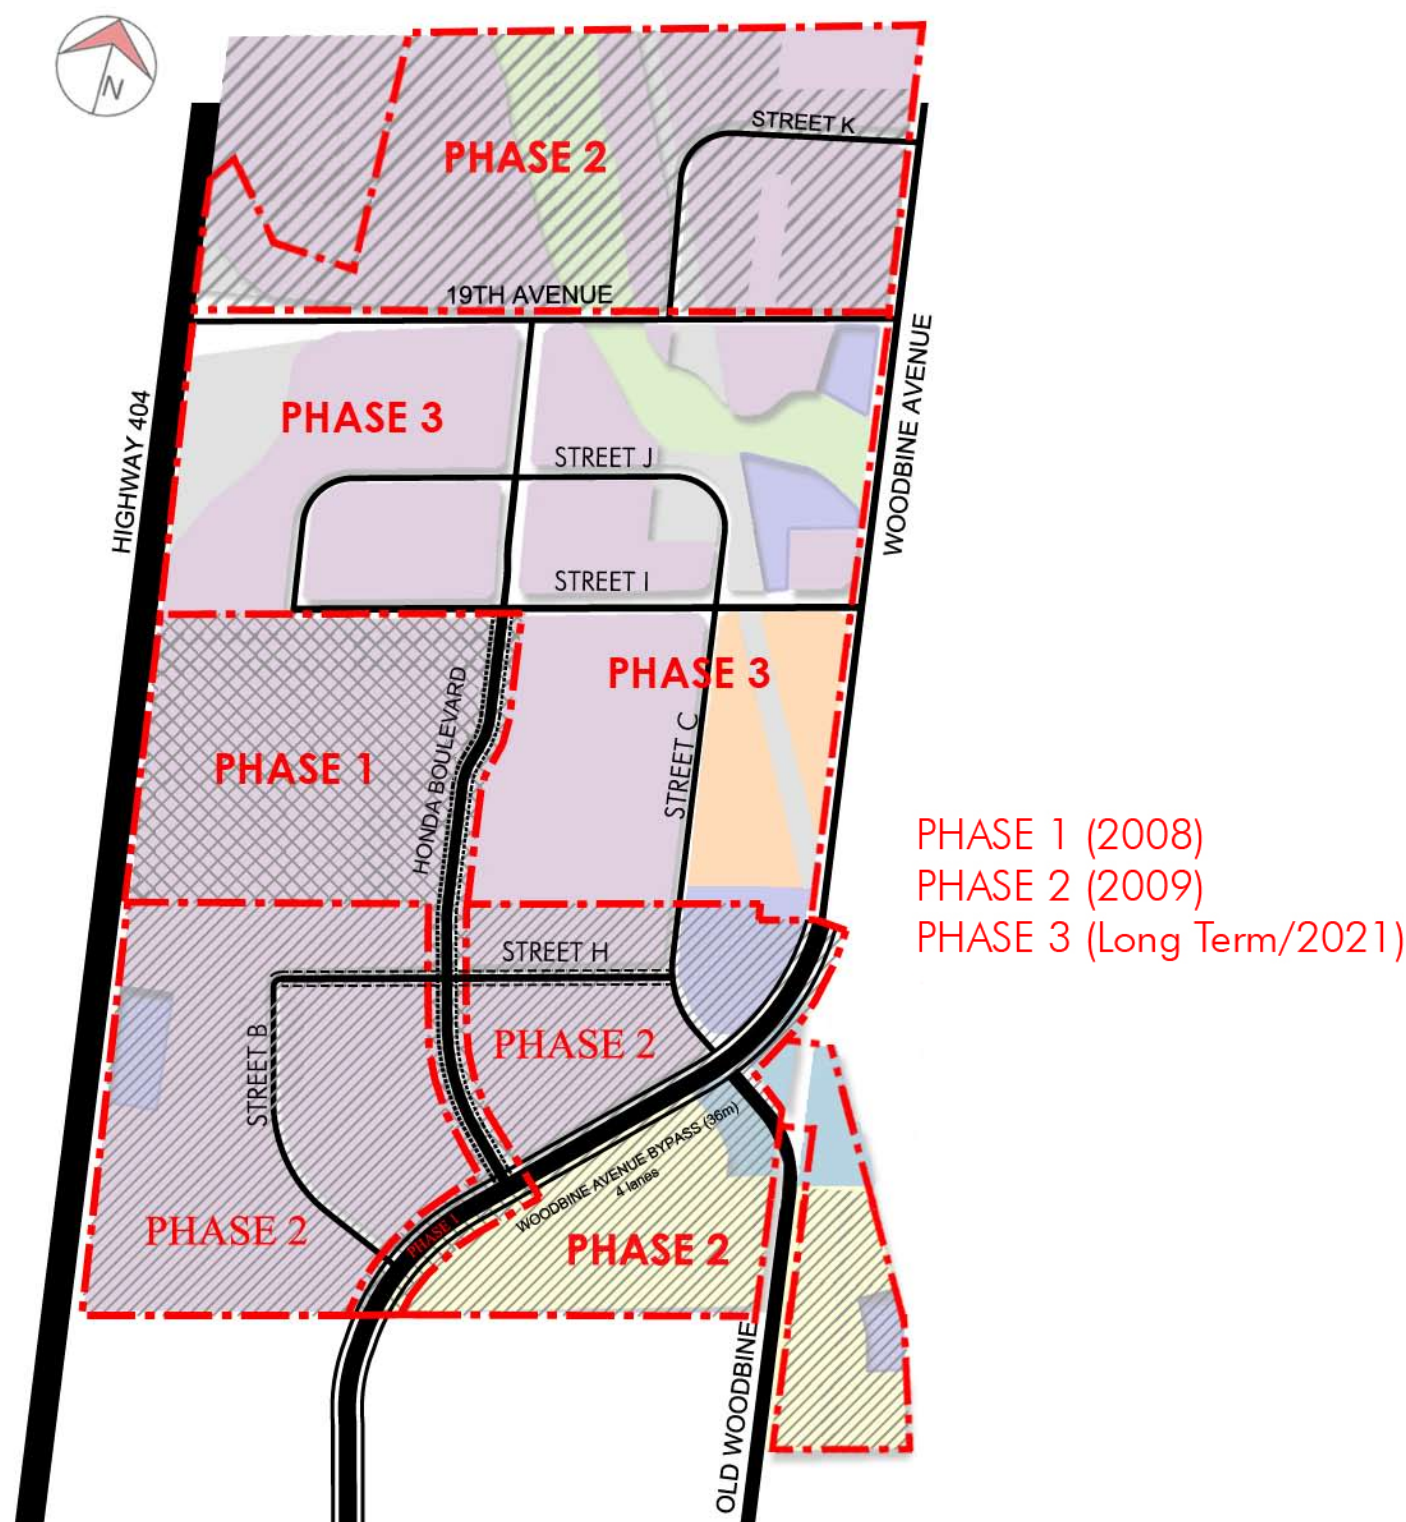 N
STREET K
PHASE 2
19TH AVENUE
HIGHWAY 404
PHASE 3
WOODBINE AVENUE
STREET J
STREET I
PHASE 3
HONDA BOULEVARD
STREET C
PHASE 1
PHASE 1 (2008)
PHASE 2 (2009)
PHASE 3 (Long Term/2021)
STREET H
STREET B
PHASE 2
WOODBINE AVENUE BYPASS (36m)
4 lanes
PHASE 2
PHASE 1
PHASE 2
OLD WOODBINE